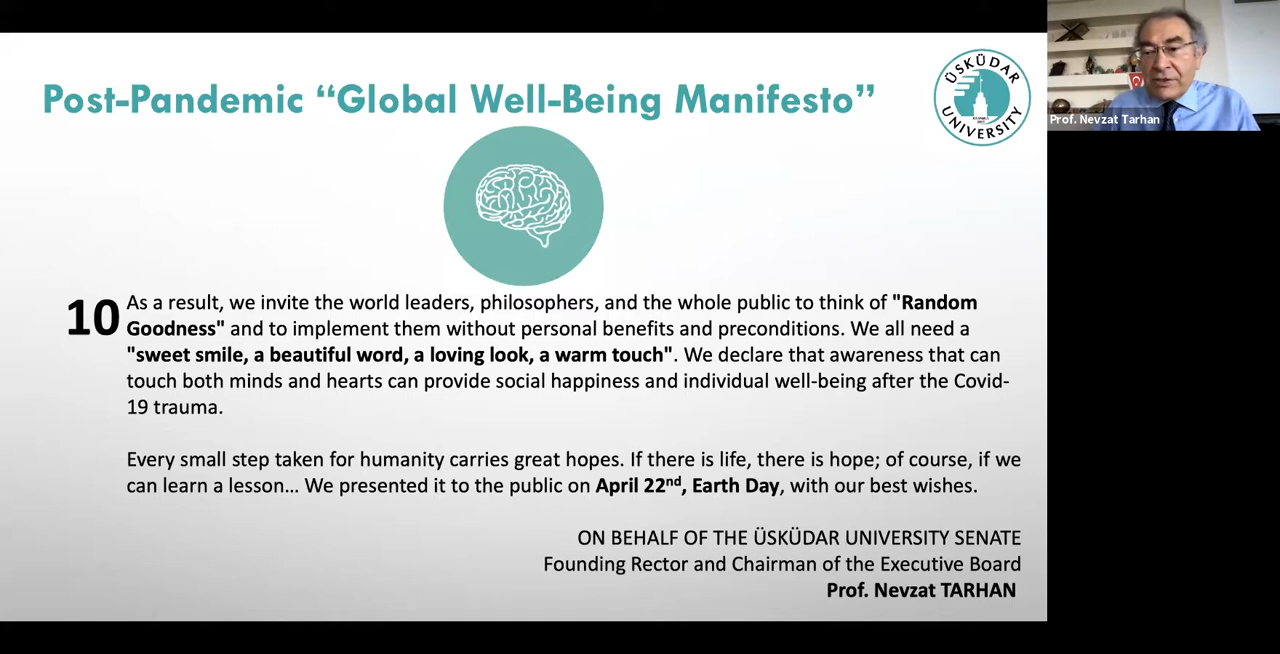 Post-Pandemic “Global Well-Being Manifesto”
ÜSKÜDAR
UNIVERSITY
Prof. Nevzat Tarhan
10
As a result, we invite the world leaders, philosophers, and the whole public to think of "Random
Goodness" and to implement them without personal benefits and preconditions. We all need a
"sweet smile, a beautiful word, a loving look, a warm touch". We declare that awareness that can
touch both minds and hearts can provide social happiness and individual well-being after the Covid-
19 trauma.
Every small step taken for humanity carries great hopes. If there is life, there is hope; of course, if we
can learn a lesson… We presented it to the public on April 22nd, Earth Day, with our best wishes.
ON BEHALF OF THE ÜSKÜDAR UNIVERSITY SENATE
Founding Rector and Chairman of the Executive Board
Prof. Nevzat TARHAN